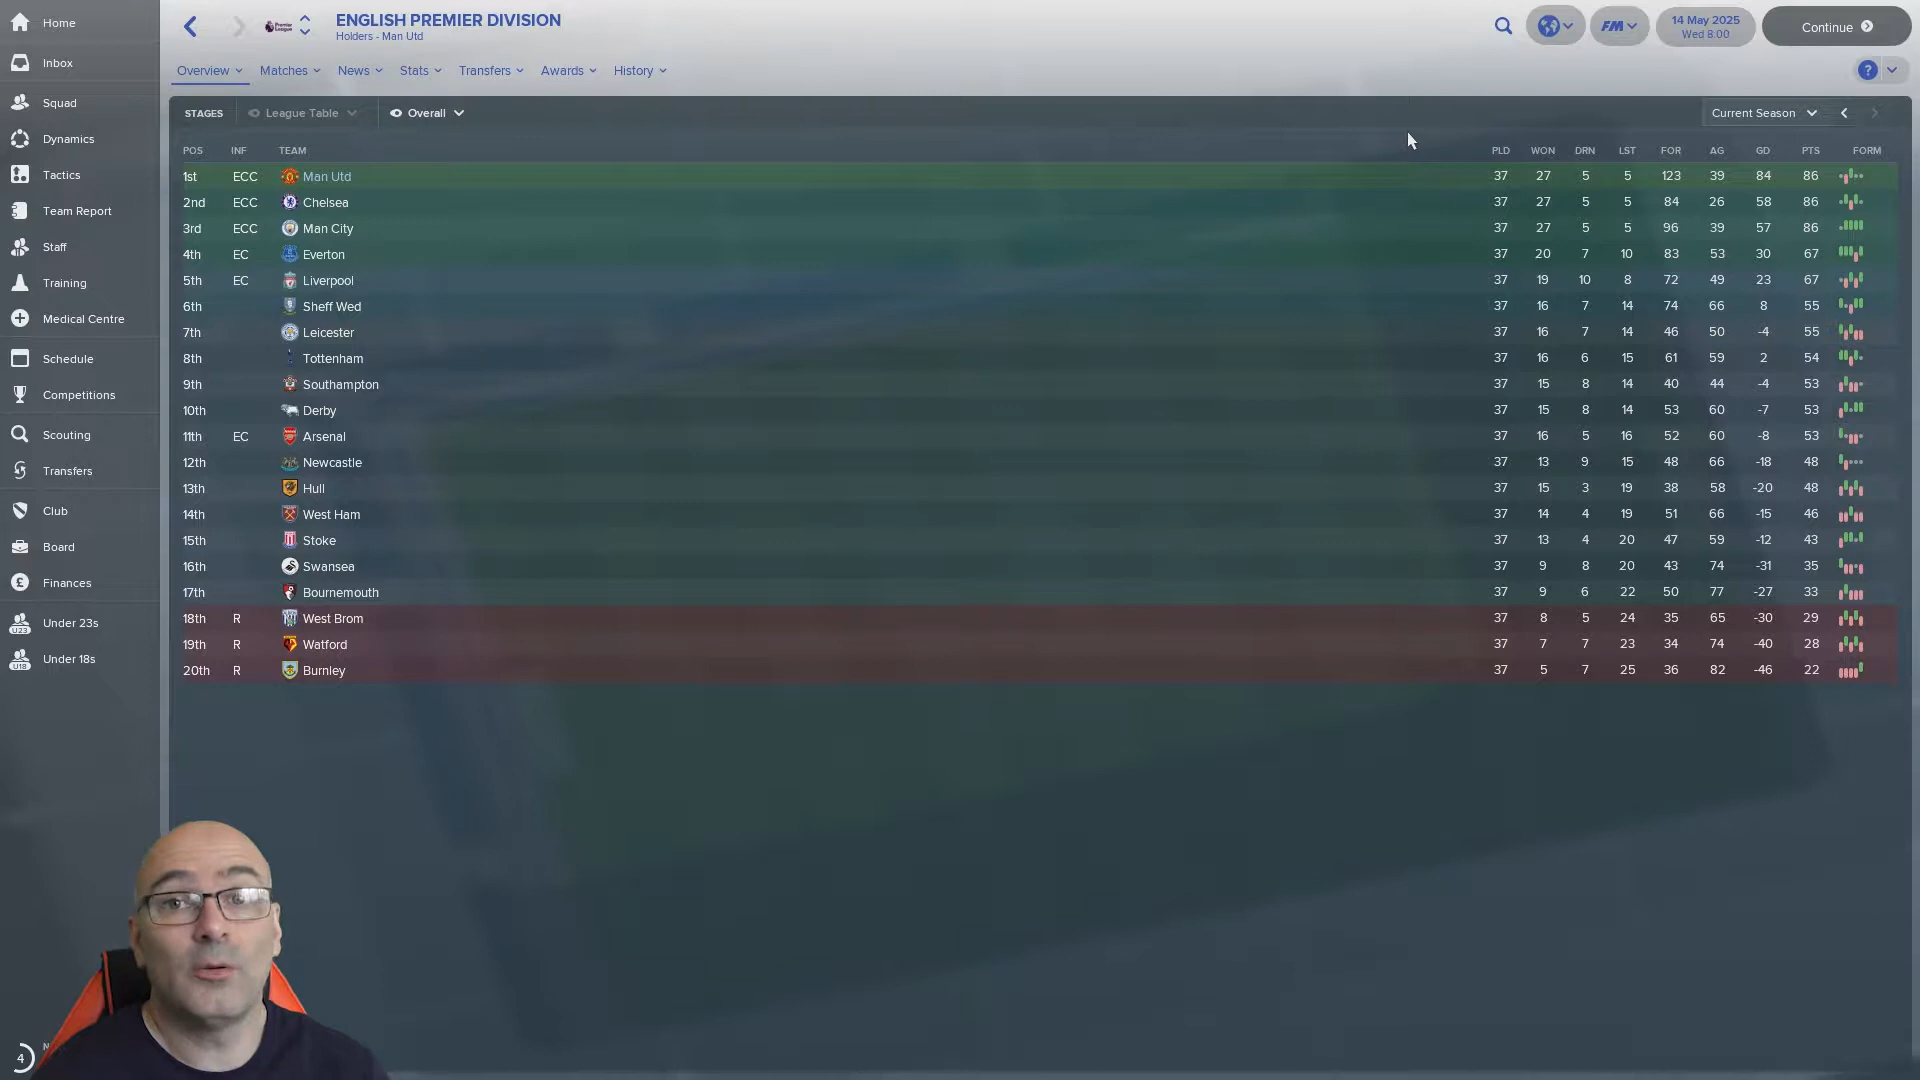 Home
Inbox
Squad
Dynamics
Tactics
Team Report
Staff
Training
Medical Centre
Schedule
Competitions
Scouting
Transfers
Club
Board
Finances
U23 Under 23s
U18 Under 18s
4
ENGLISH PREMIER DIVISION
Holders - Man Utd
FM
14 May 2025
Wed 8:00
Continue
Overview Matches News Stats Transfers Awards History
?
STAGES League Table Overall Current Season
POS INF TEAM PLD WON DRN LST FOR AG GD PTS FORM
1st ECC Man Utd 37 27 5 5 123 39 84 86
2nd ECC Chelsea 37 27 5 5 84 26 58 86
3rd ECC Man City 37 27 5 5 96 39 57 86
4th EC Everton 37 20 7 10 83 53 30 67
5th EC Liverpool 37 19 10 8 72 49 23 67
6th Sheff Wed 37 16 7 14 74 66 8 55
7th Leicester 37 16 7 14 46 50 -4 55
8th Tottenham 37 16 6 15 61 59 2 54
9th Southampton 37 15 8 14 40 44 -4 53
10th Derby 37 15 8 14 53 60 -7 53
11th EC Arsenal 37 16 5 16 52 60 -8 53
12th Newcastle 37 13 9 15 48 66 -18 48
13th Hull 37 15 3 19 38 58 -20 48
14th West Ham 37 14 4 19 51 66 -15 46
15th Stoke 37 13 4 20 47 59 -12 43
16th Swansea 37 9 8 20 43 74 -31 35
17th Bournemouth 37 9 6 22 50 77 -27 33
18th R West Brom 37 8 5 24 35 65 -30 29
19th R Watford 37 7 7 23 34 74 -40 28
20th R Burnley 37 5 7 25 36 82 -46 22